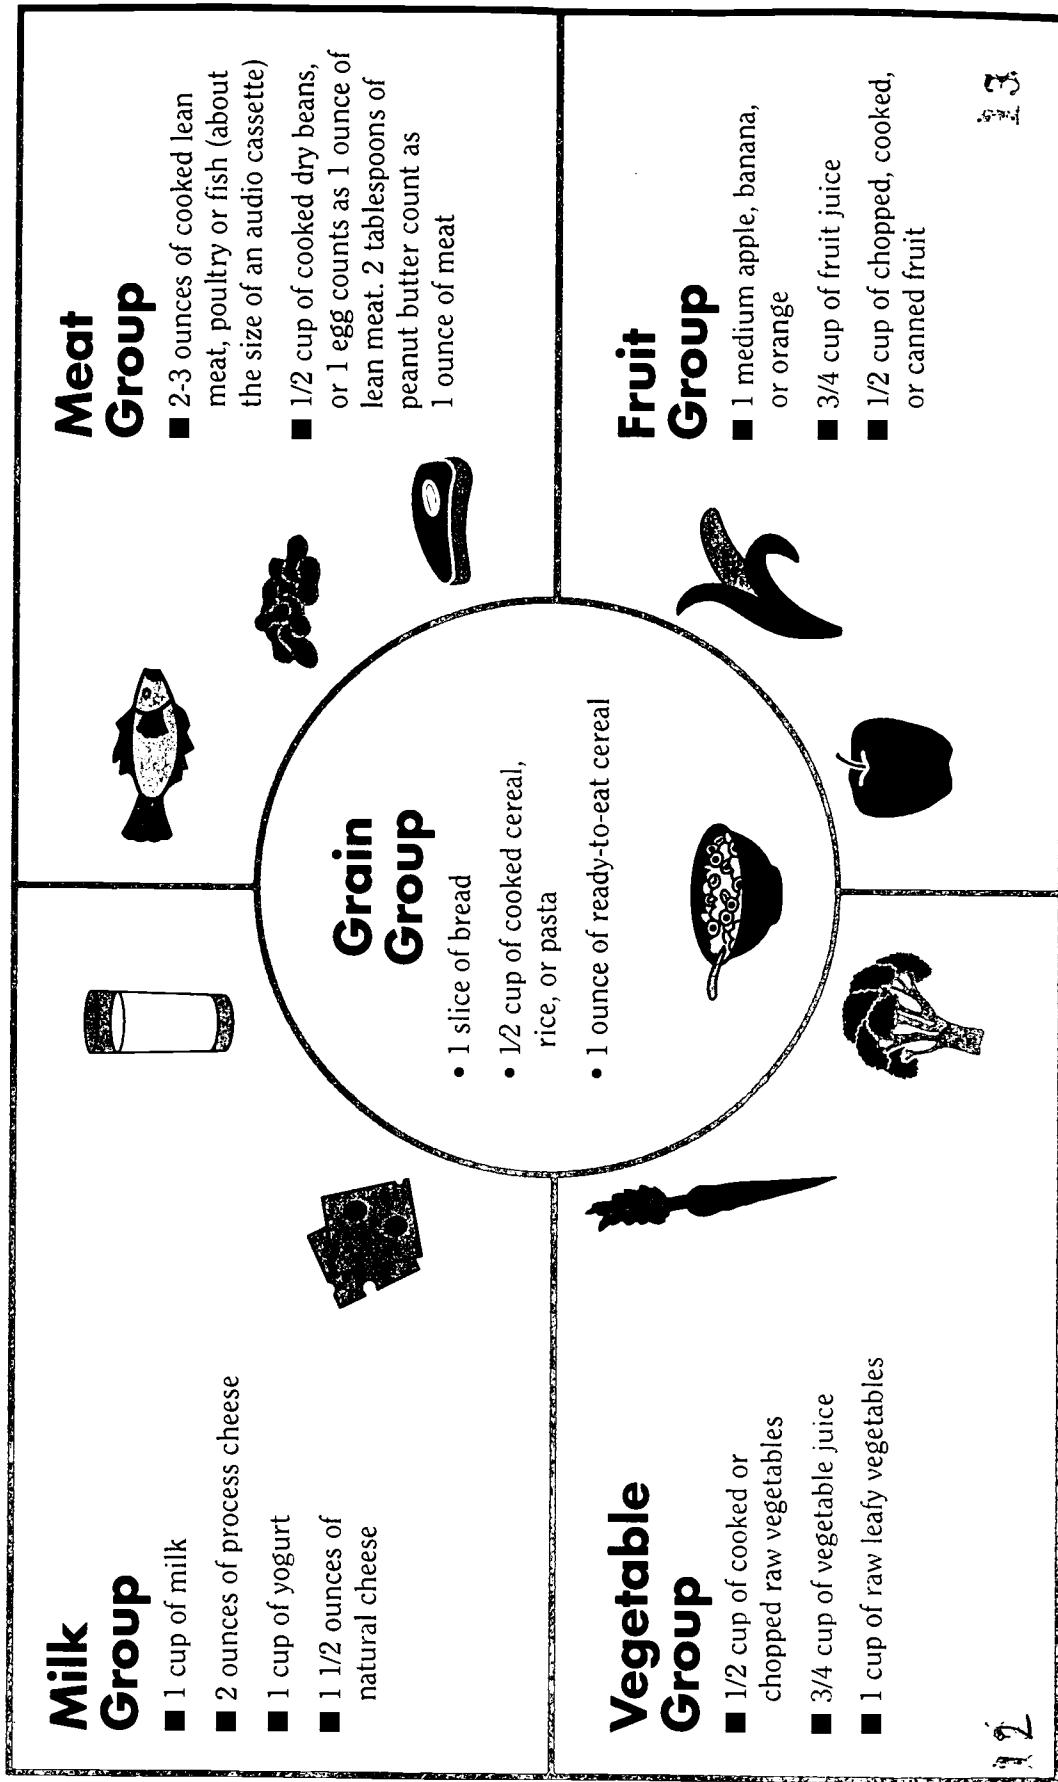 Milk
Group
■ 1 cup of milk
■ 2 ounces of process cheese
■ 1 cup of yogurt
■ 1 1/2 ounces of
natural cheese
Meat
Group
■ 2-3 ounces of cooked lean
meat, poultry or fish (about
the size of an audio cassette)
■ 1/2 cup of cooked dry beans,
or 1 egg counts as 1 ounce of
lean meat. 2 tablespoons of
peanut butter count as
1 ounce of meat
Grain
Group
• 1 slice of bread
• 1/2 cup of cooked cereal,
rice, or pasta
• 1 ounce of ready-to-eat cereal
Vegetable
Group
■ 1/2 cup of cooked or
chopped raw vegetables
■ 3/4 cup of vegetable juice
■ 1 cup of raw leafy vegetables
Fruit
Group
■ 1 medium apple, banana,
or orange
■ 3/4 cup of fruit juice
■ 1/2 cup of chopped, cooked,
or canned fruit
12